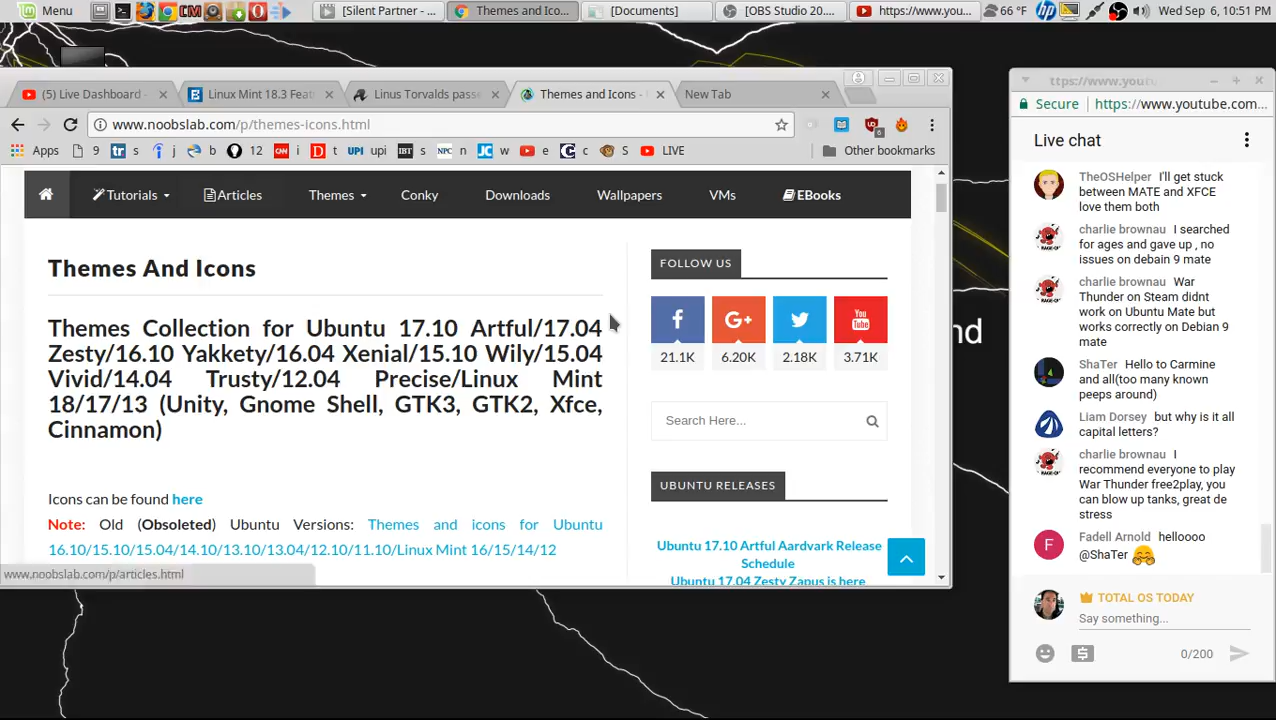 Menu
[Silent Partner - ...
Themes and Ico...
[Documents]
[OBS Studio 20....
https://www.you...
66 °F
Wed Sep 6, 10:51 PM
(5) Live Dashboard -
Linux Mint 18.3 Feat
Linus Torvalds passe
Themes and Icons -
New Tab
www.noobslab.com/p/themes-icons.html
Apps
9
t
s
j
b
12
i
t
upi
s
n
w
e
c
S
LIVE
Other bookmarks
Tutorials
Articles
Themes
Conky
Downloads
Wallpapers
VMs
EBooks
Themes And Icons
Themes Collection for Ubuntu 17.10 Artful/17.04
Zesty/16.10 Yakkety/16.04 Xenial/15.10 Wily/15.04
Vivid/14.04 Trusty/12.04 Precise/Linux Mint
18/17/13 (Unity, Gnome Shell, GTK3, GTK2, Xfce,
Cinnamon)
Icons can be found here
Note: Old (Obsoleted) Ubuntu Versions: Themes and icons for Ubuntu
16.10/15.10/15.04/14.10/13.10/13.04/12.10/11.10/Linux Mint 16/15/14/12
www.noobslab.com/p/articles.html
FOLLOW US
21.1K
6.20K
2.18K
3.71K
Search Here...
UBUNTU RELEASES
Ubuntu 17.10 Artful Aardvark Release
Schedule
Ubuntu 17.04 Zesty Zapus is here
nd
ttps://www.youtu
Secure
https://www.youtube.com...
Live chat
TheOSHelper I'll get stuck
between MATE and XFCE
love them both
charlie brownau I searched
for ages and gave up , no
issues on debain 9 mate
charlie brownau War
Thunder on Steam didnt
work on Ubuntu Mate but
works correctly on Debian 9
mate
ShaTer Hello to Carmine
and all(too many known
peeps around)
Liam Dorsey but why is it all
capital letters?
charlie brownau I
recommend everyone to play
War Thunder free2play, you
can blow up tanks, great de
stress
Fadell Arnold helloooo
@ShaTer
TOTAL OS TODAY
Say something...
0/200